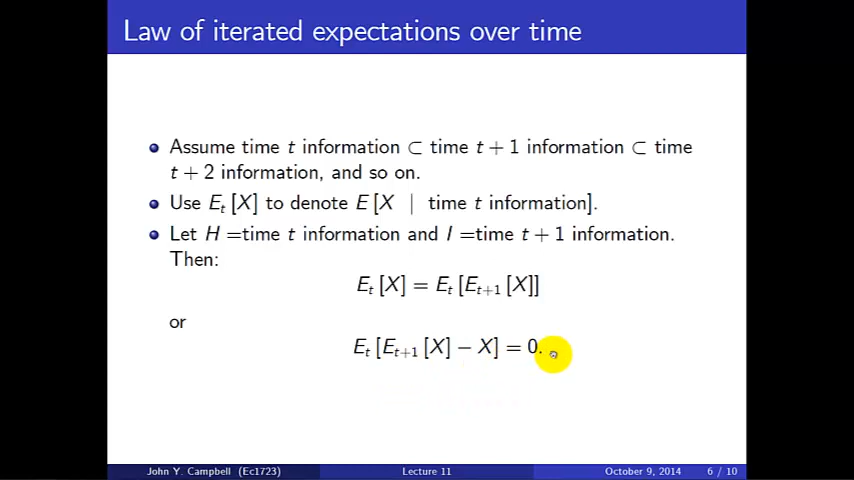 Law of iterated expectations over time
Assume time t information ⊂ time t + 1 information ⊂ time
t + 2 information, and so on.
Use E_t [X] to denote E [X | time t information].
Let H =time t information and I =time t + 1 information.
Then:
E_t [X] = E_t [E_{t+1} [X]]
or
E_t [E_{t+1} [X] − X] = 0.
John Y. Campbell (Ec1723) Lecture 11 October 9, 2014 6 / 10